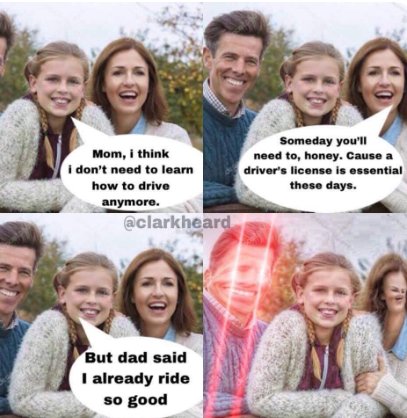 Mom, i think
i don't need to learn
how to drive
anymore.
Someday you'll
need to, honey. Cause a
driver's license is essential
these days.
@clarkheard
But dad said
I already ride
so good